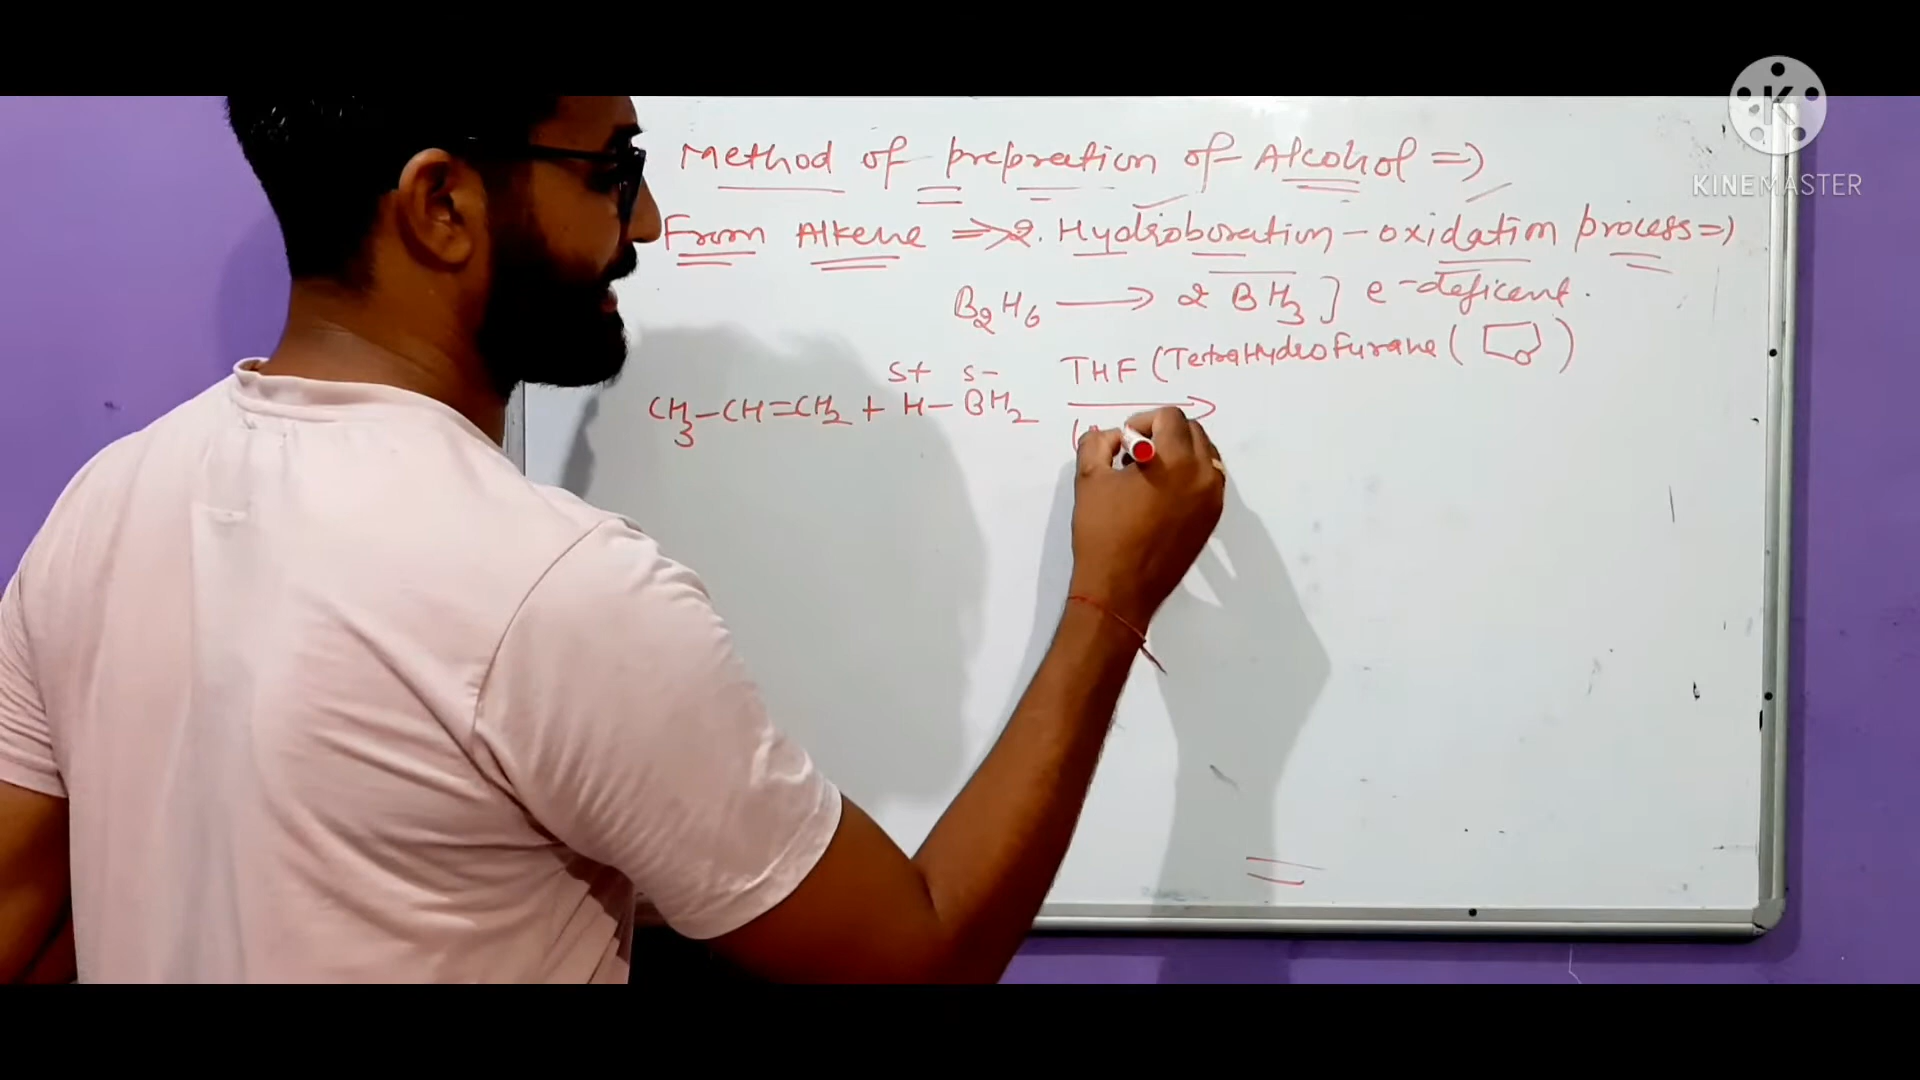 Method of prepration of Alcohol ⇒
From Alkene ⇒ 2. Hydroboration - oxidation process ⇒
B2H6 → 2 BH3 ] e-deficent.
THF (TetraHydroFurane ( O )
S+ S-
CH3-CH=CH2 + H-BH2 →
KINEMASTER